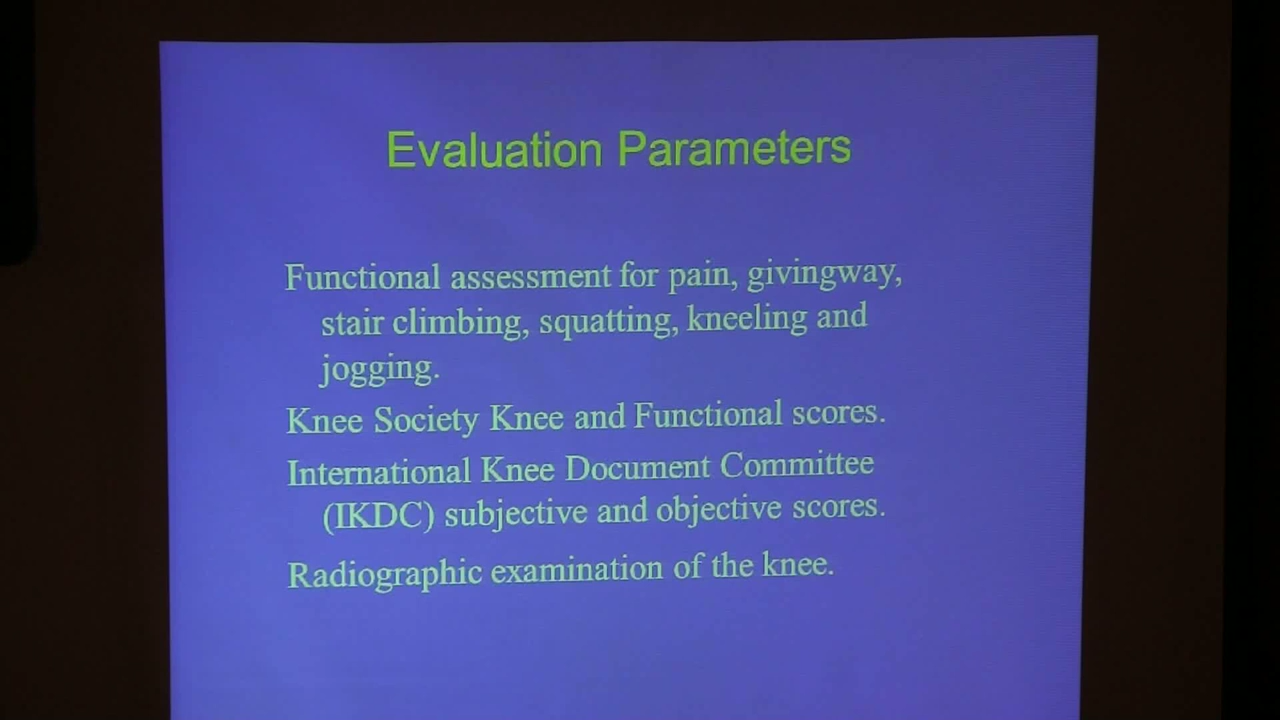 Evaluation Parameters
Functional assessment for pain, givingway,
stair climbing, squatting, kneeling and
jogging.
Knee Society Knee and Functional scores.
International Knee Document Committee
(IKDC) subjective and objective scores.
Radiographic examination of the knee.